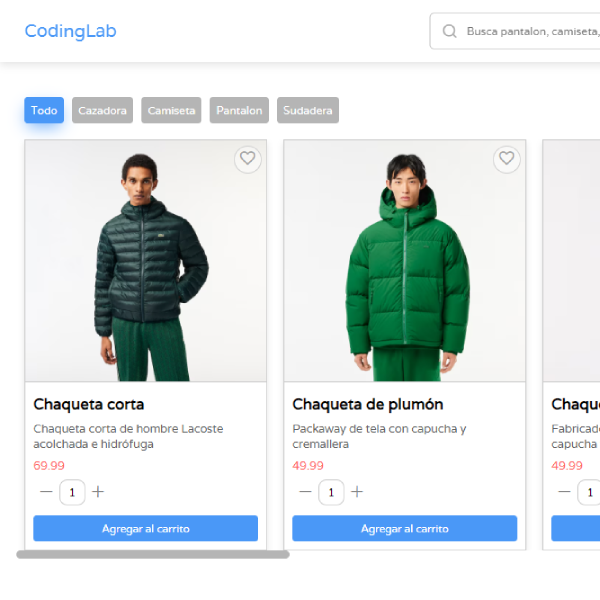 CodingLab
Busca pantalon, camiseta,
Todo
Cazadora
Camiseta
Pantalon
Sudadera
Chaqueta corta
Chaqueta corta de hombre Lacoste
acolchada e hidrófuga
69.99
1
Agregar al carrito
Chaqueta de plumón
Packaway de tela con capucha y
cremallera
49.99
1
Agregar al carrito
capucha
49.99
1